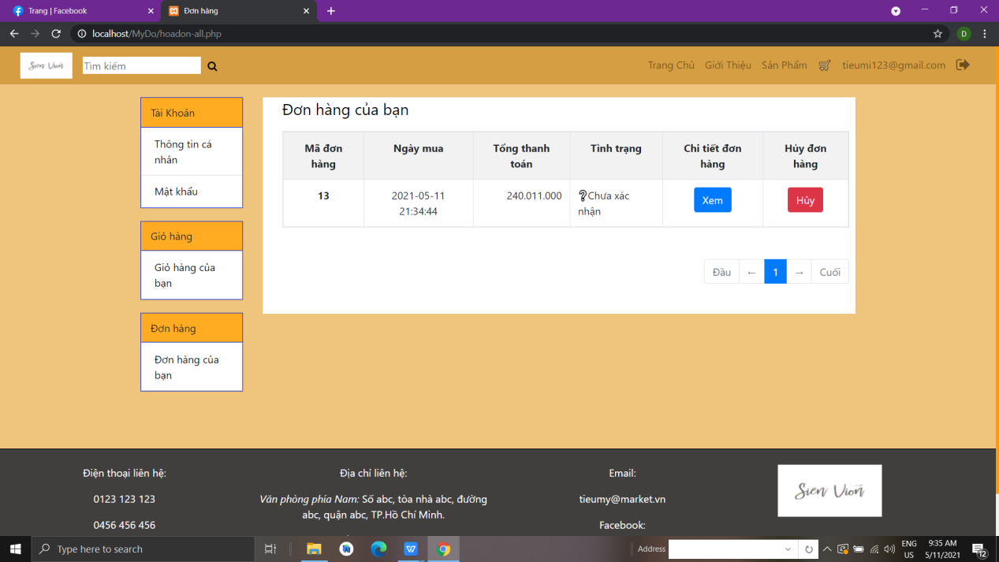 Trang | Facebook
Đơn hàng
localhost/MyDo/hoadon-all.php
D
Sien Vion
Tìm kiếm
Trang Chủ Giới Thiệu Sản Phẩm tieumi123@gmail.com
Tài Khoản
Thông tin cá
nhân
Mật khẩu
Giỏ hàng
Giỏ hàng của
bạn
Đơn hàng
Đơn hàng của
bạn
Đơn hàng của bạn
Mã đơn
hàng
Ngày mua
Tổng thanh
toán
Tình trạng
Chi tiết đơn
hàng
Hủy đơn
hàng
13
2021-05-11
21:34:44
240.011.000
Chưa xác
nhận
Xem
Hủy
Đầu ← 1 → Cuối
Điện thoại liên hệ:
0123 123 123
0456 456 456
Địa chỉ liên hệ:
Văn phòng phía Nam: Số abc, tòa nhà abc, đường
abc, quận abc, TP.Hồ Chí Minh.
Email:
tieumy@market.vn
Facebook:
Sien Vion
Type here to search
Address
ENG
US
9:35 AM
5/11/2021
12